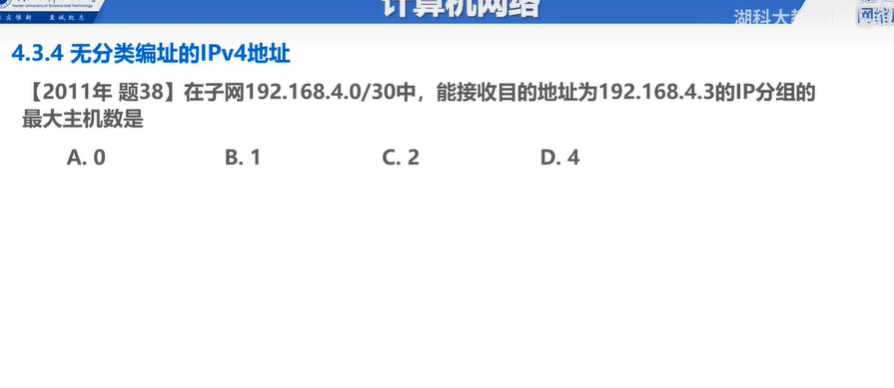 计算机网络
湖科大
4.3.4 无分类编址的IPv4地址
【2011年 题38】在子网192.168.4.0/30中，能接收目的地址为192.168.4.3的IP分组的
最大主机数是
A. 0 B. 1 C. 2 D. 4